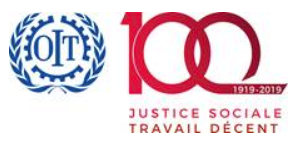 OIT
100
1919-2019
JUSTICE SOCIALE
TRAVAIL DÉCENT